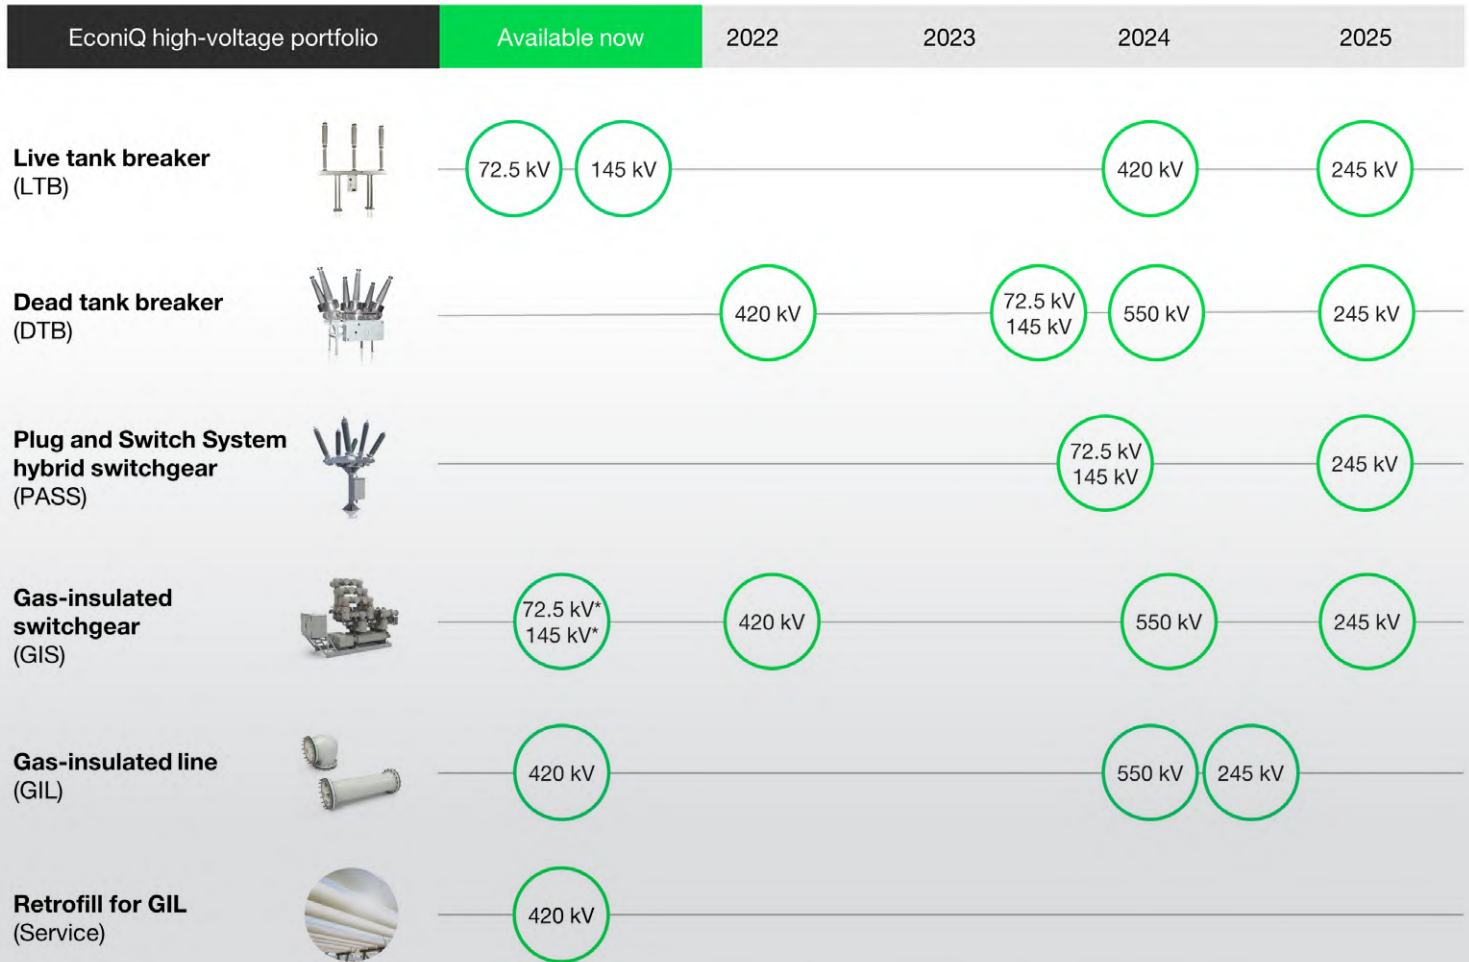 EconiQ high-voltage portfolio
Available now
2022
2023
2024
2025
Live tank breaker
(LTB)
72.5 kV
145 kV
420 kV
245 kV
Dead tank breaker
(DTB)
420 kV
72.5 kV
145 kV
550 kV
245 kV
Plug and Switch System
hybrid switchgear
(PASS)
72.5 kV
145 kV
245 kV
Gas-insulated
switchgear
(GIS)
72.5 kV*
145 kV*
420 kV
550 kV
245 kV
Gas-insulated line
(GIL)
420 kV
550 kV
245 kV
Retrofill for GIL
(Service)
420 kV